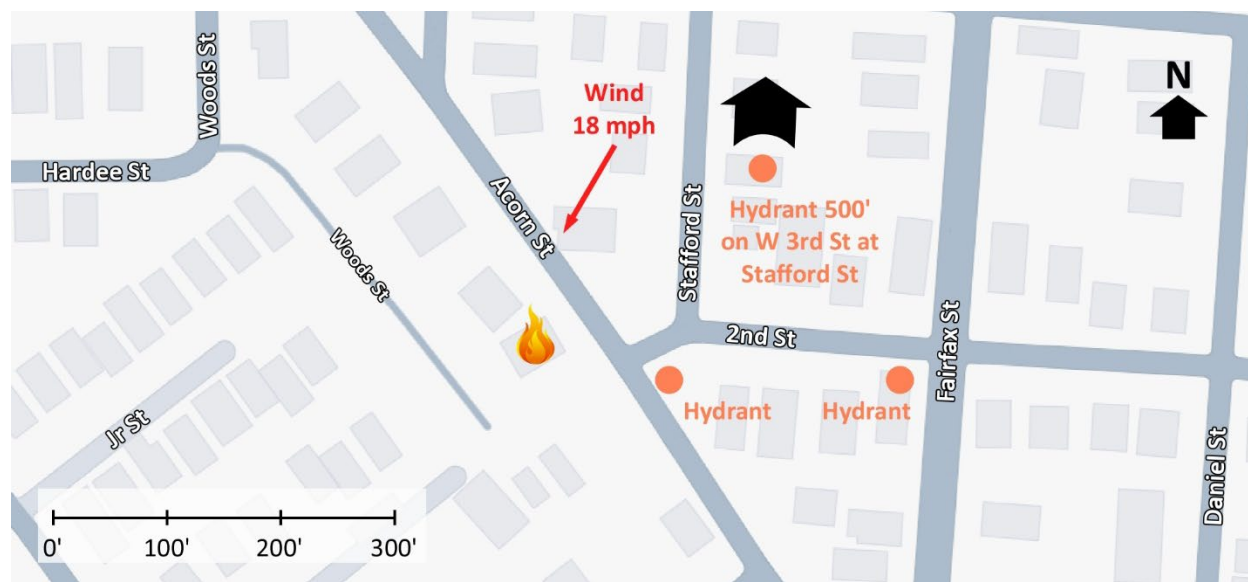 Woods St
Hardee St
Woods St
Acorn St
Wind
18 mph
Stafford St
N
Hydrant 500'
on W 3rd St at
Stafford St
2nd St
Fairfax St
Hydrant
Hydrant
Jr St
Daniel St
0'
100'
200'
300'